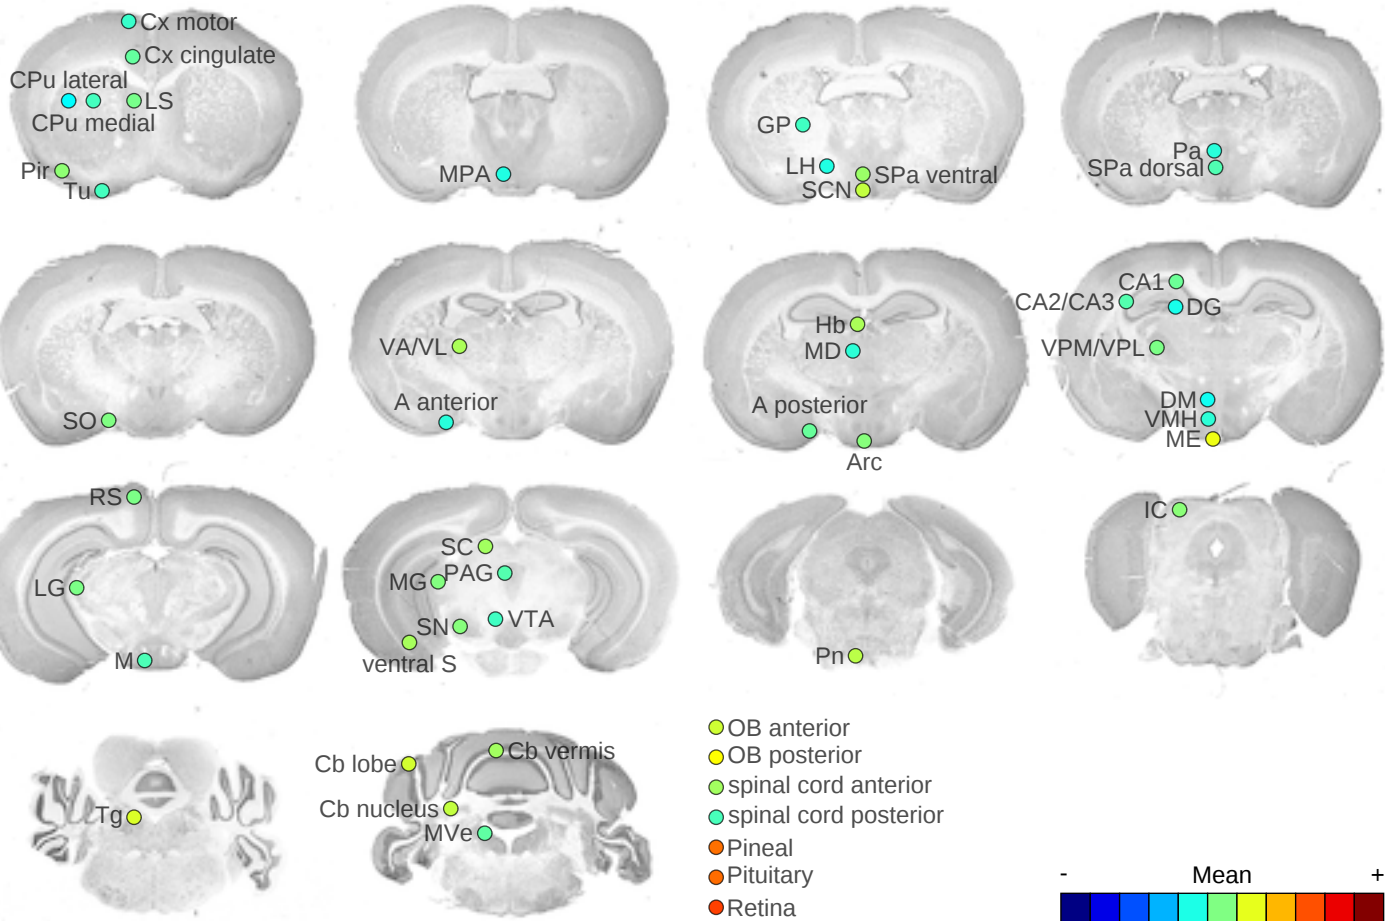 Cx motor
Cx cingulate
CPu lateral
LS
CPu medial
Pir
Tu
MPA
GP
LH
SPa ventral
SCN
Pa
SPa dorsal
SO
VA/VL
A anterior
Hb
MD
A posterior
Arc
CA1
CA2/CA3
DG
VPM/VPL
DM
VMH
ME
RS
LG
M
SC
MG
PAG
SN
VTA
ventral S
Pn
IC
Tg
Cb lobe
Cb vermis
Cb nucleus
MVe
OB anterior
OB posterior
spinal cord anterior
spinal cord posterior
Pineal
Pituitary
Retina
- Mean +